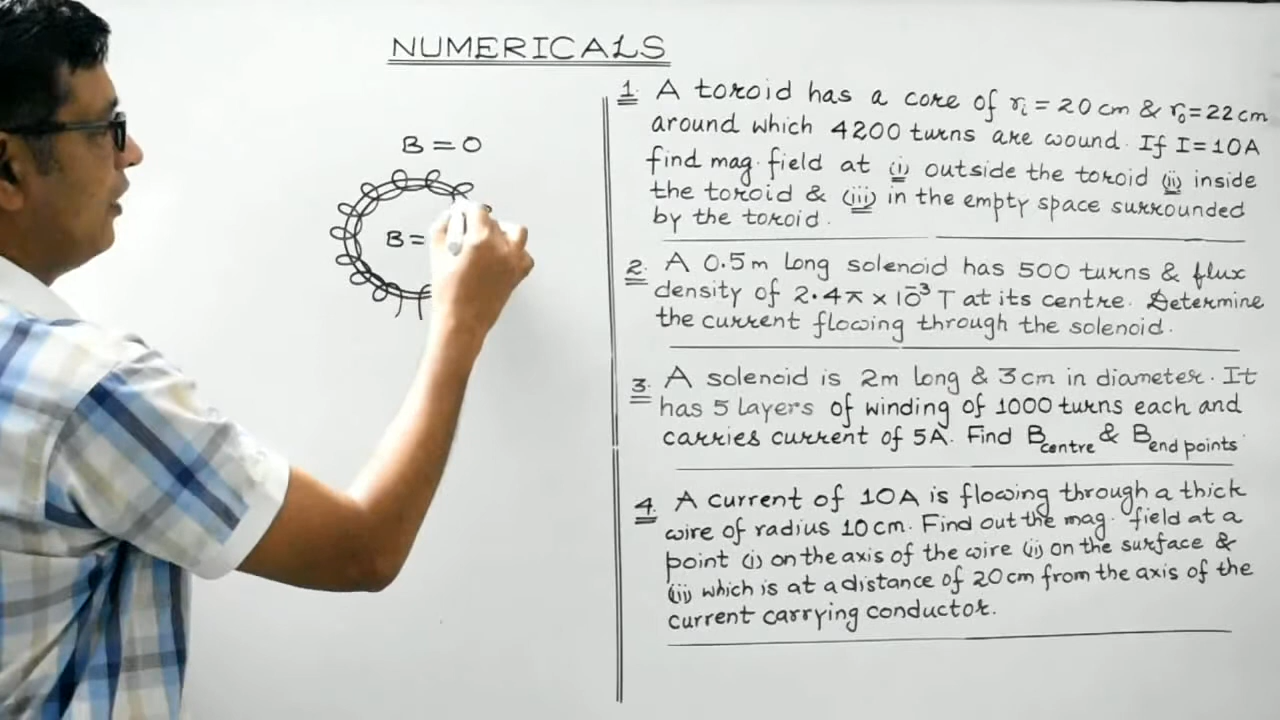 NUMERICALS
B = 0
B =
1. A toroid has a core of rᵢ = 20 cm & r₀ = 22 cm
around which 4200 turns are wound. If I = 10A
find mag. field at (i) outside the toroid (ii) inside
the toroid & (iii) in the empty space surrounded
by the toroid.
2. A 0.5m long solenoid has 500 turns & flux
density of 2.4π × 10⁻³ T at its centre. Determine
the current flowing through the solenoid.
3. A solenoid is 2m long & 3cm in diameter. It
has 5 layers of winding of 1000 turns each and
carries current of 5A. Find B centre & B end points
4. A current of 10A is flowing through a thick
wire of radius 10 cm. Find out the mag. field at a
point (i) on the axis of the wire (ii) on the surface &
(iii) which is at a distance of 20 cm from the axis of the
current carrying conductor.